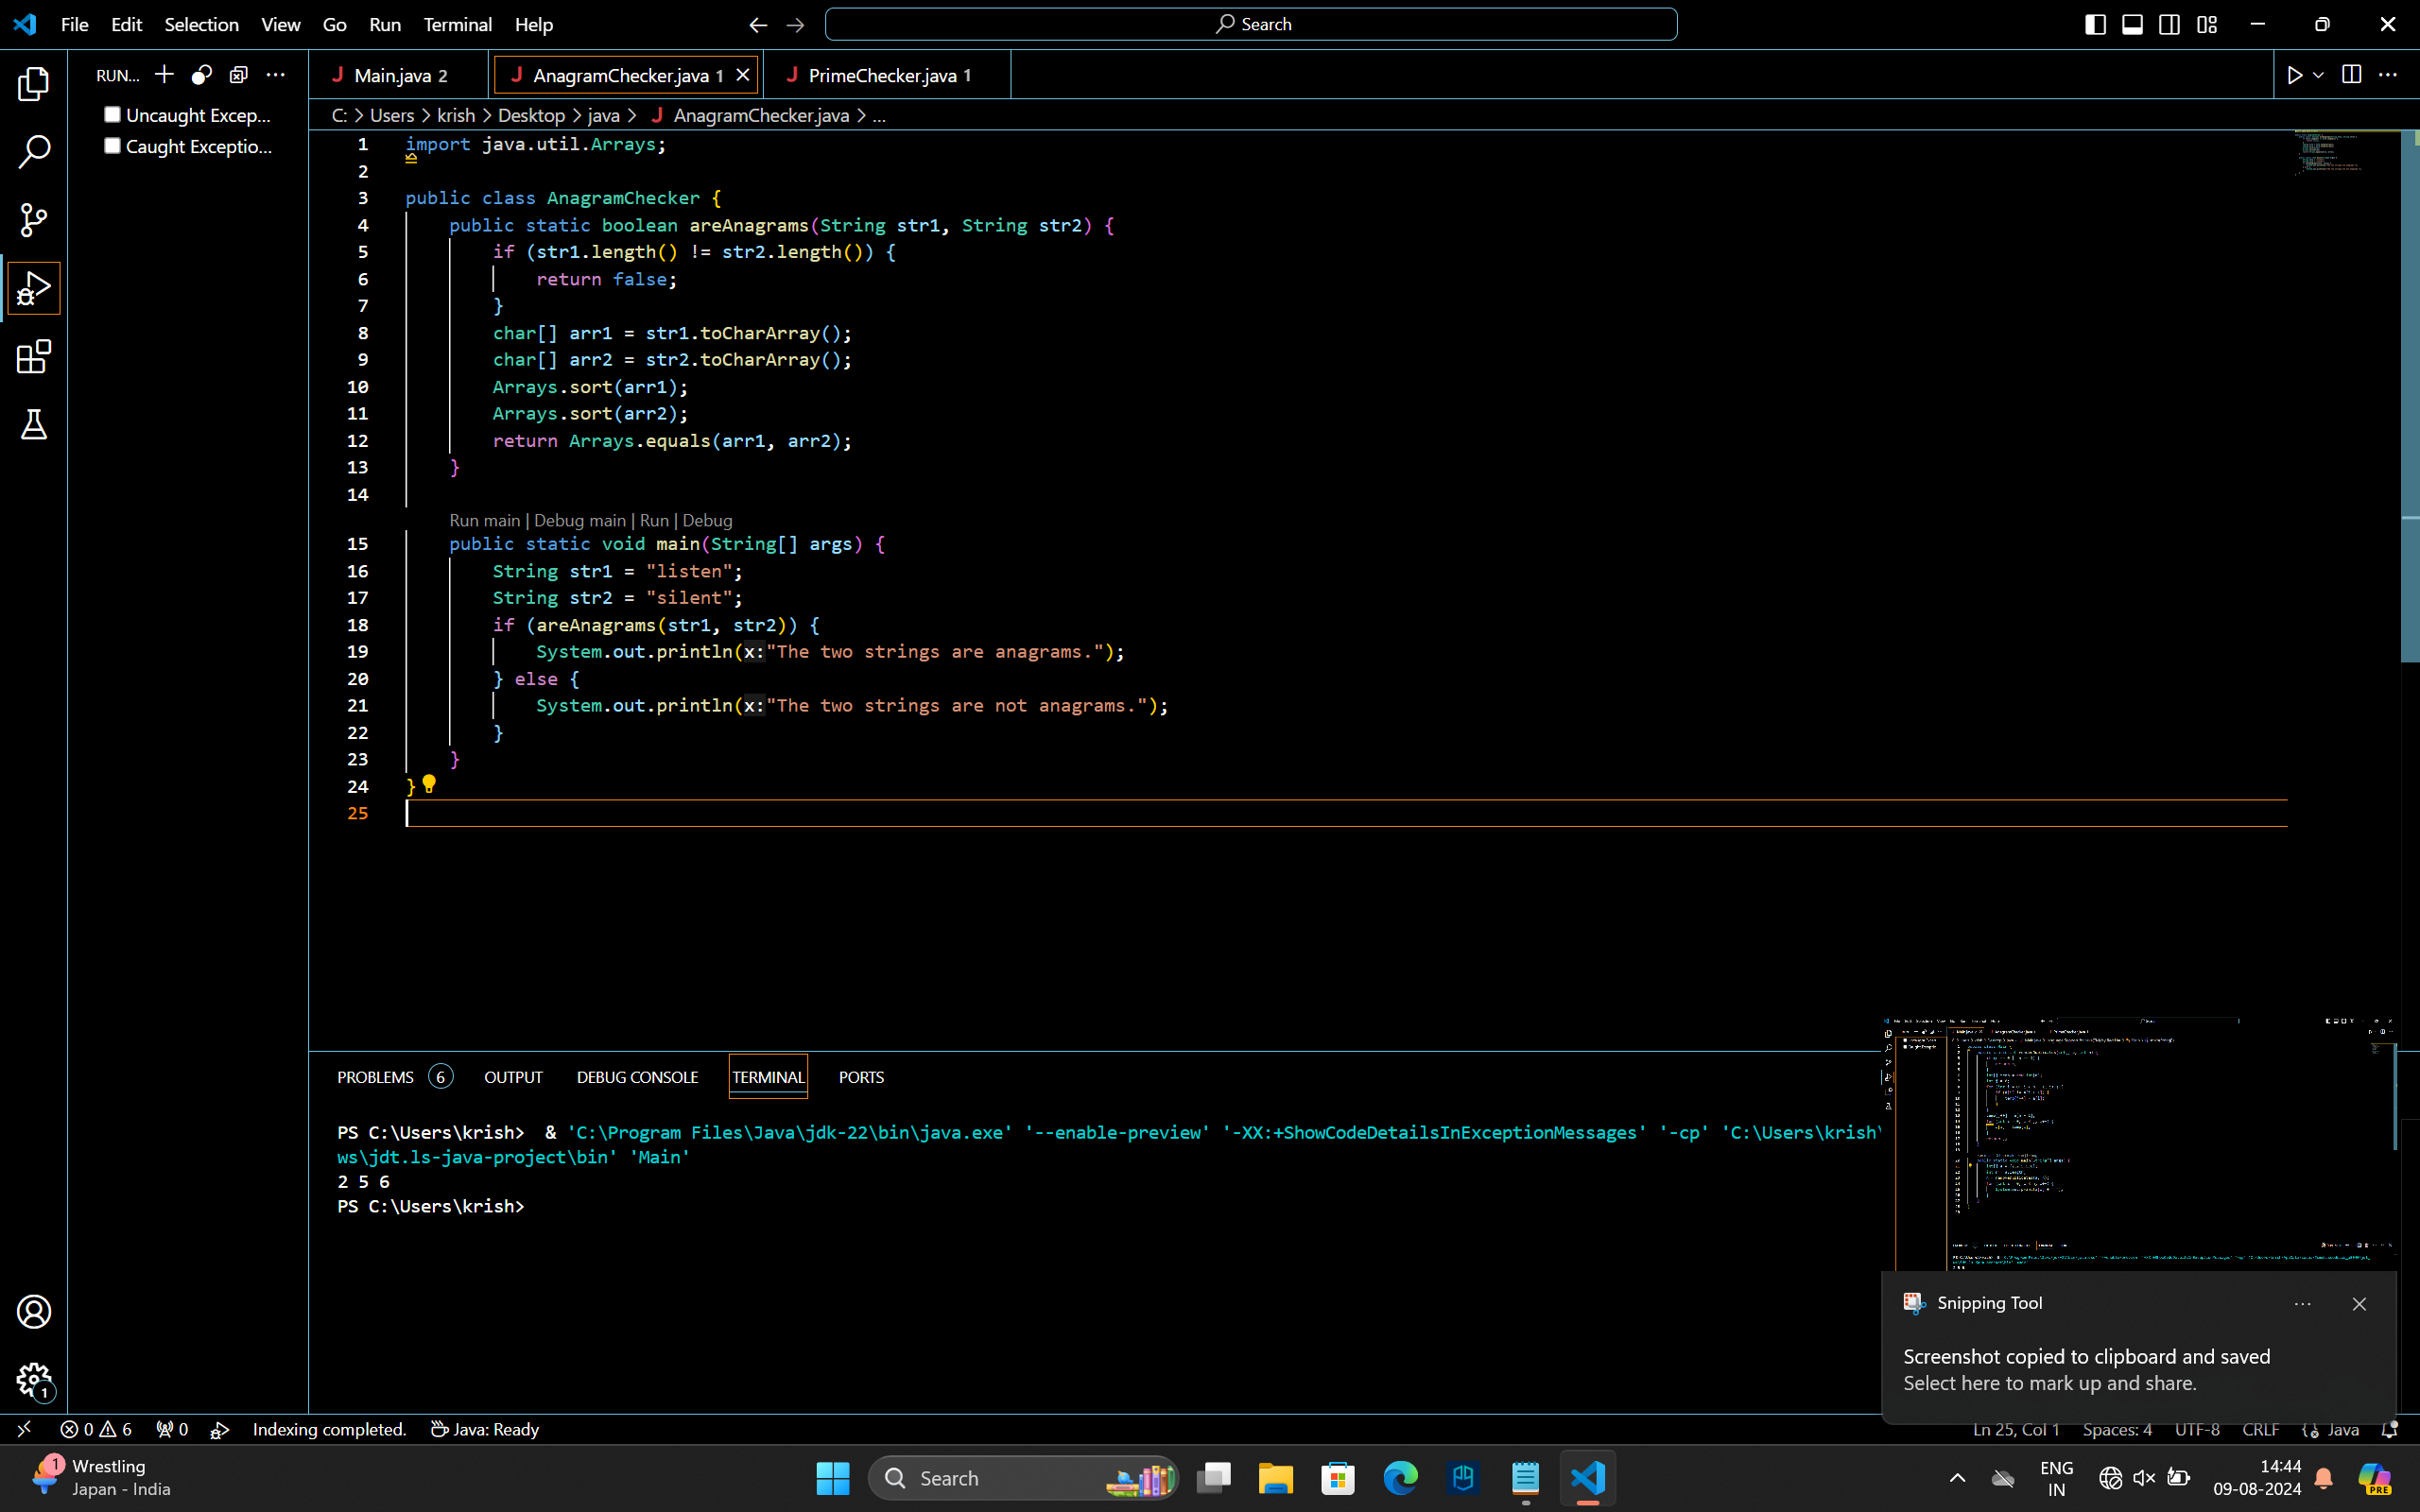 File Edit Selection View Go Run Terminal Help
Search
RUN...
Uncaught Excep...
Caught Exceptio...
J Main.java 2
J AnagramChecker.java 1
J PrimeChecker.java 1
C: > Users > krish > Desktop > java > J AnagramChecker.java > ...
1 import java.util.Arrays;
2
3 public class AnagramChecker {
4 public static boolean areAnagrams(String str1, String str2) {
5 if (str1.length() != str2.length()) {
6 return false;
7 }
8 char[] arr1 = str1.toCharArray();
9 char[] arr2 = str2.toCharArray();
10 Arrays.sort(arr1);
11 Arrays.sort(arr2);
12 return Arrays.equals(arr1, arr2);
13 }
14
Run main | Debug main | Run | Debug
15 public static void main(String[] args) {
16 String str1 = "listen";
17 String str2 = "silent";
18 if (areAnagrams(str1, str2)) {
19 System.out.println(x:"The two strings are anagrams.");
20 } else {
21 System.out.println(x:"The two strings are not anagrams.");
22 }
23 }
24 }
25
PROBLEMS 6 OUTPUT DEBUG CONSOLE TERMINAL PORTS
PS C:\Users\krish> & 'C:\Program Files\Java\jdk-22\bin\java.exe' '--enable-preview' '-XX:+ShowCodeDetailsInExceptionMessages' '-cp' 'C:\Users\krish\
ws\jdt.ls-java-project\bin' 'Main'
2 5 6
PS C:\Users\krish>
Snipping Tool
Screenshot copied to clipboard and saved
Select here to mark up and share.
1
0 6 0 Indexing completed. Java: Ready
Ln 25, Col 1 Spaces: 4 UTF-8 CRLF Java
1
Wrestling
Japan - India
Search
ENG
IN
14:44
09-08-2024
PRE